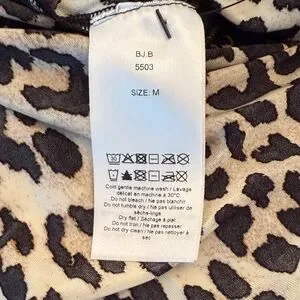 BJ.B
5503
SIZE: M
Cold gentle machine wash / Lavage
délicat en machine à 30°C
Do not bleach / Ne pas blanchir
Do not tumble dry / Ne pas utiliser de
sèche-linge
Dry flat / Séchage à plat
Do not Iron / Ne pas repasser
Do not dry clean / Ne pas nettoyer à
sec